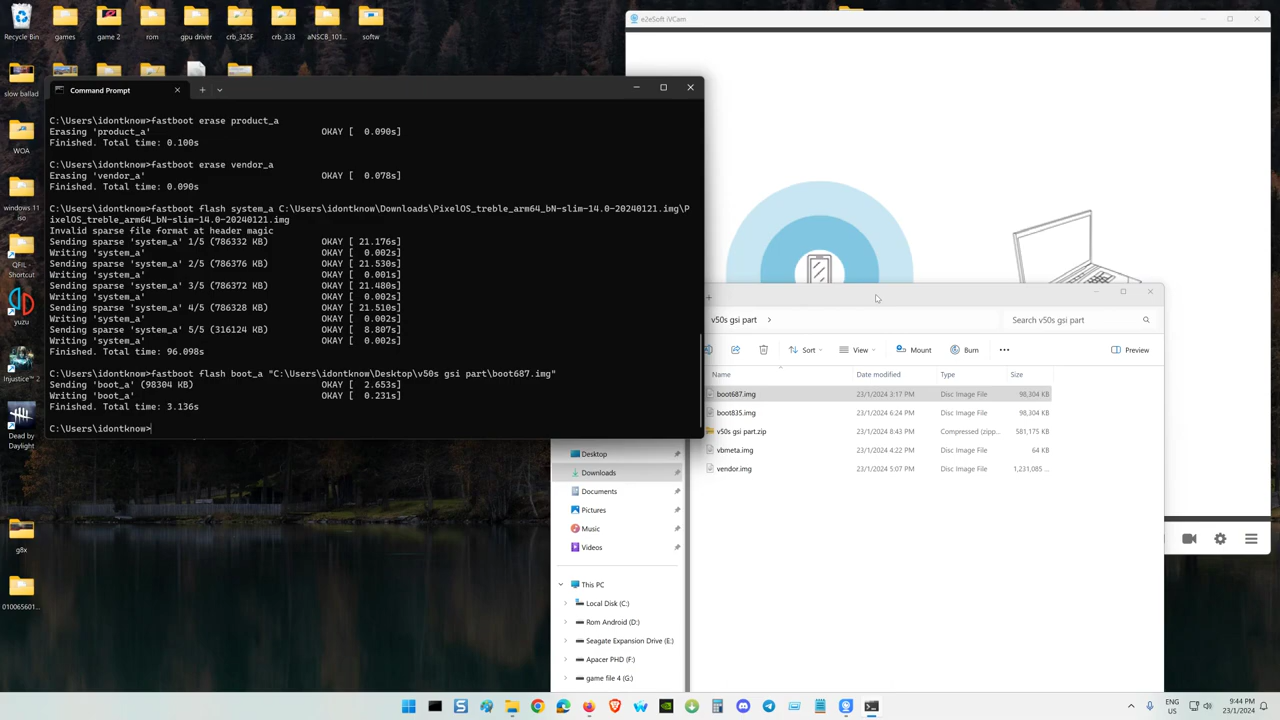 Recycle Bin
games
game 2
rom
gpu driver
crb_325F
crb_333
aNSCB_101...
softw
e2eSoft iVCam
slow ballad
WOA
windows 11 iso
QFIL - Shortcut
yuzu
Injustice™ 2
Dead by Daylight
g8x
010065601...
Command Prompt
C:\Users\idontknow>fastboot erase product_a
Erasing 'product_a' OKAY [ 0.090s]
Finished. Total time: 0.100s
C:\Users\idontknow>fastboot erase vendor_a
Erasing 'vendor_a' OKAY [ 0.078s]
Finished. Total time: 0.090s
C:\Users\idontknow>fastboot flash system_a C:\Users\idontknow\Downloads\PixelOS_treble_arm64_bN-slim-14.0-20240121.img\P
ixelOS_treble_arm64_bN-slim-14.0-20240121.img
Invalid sparse file format at header magic
Sending sparse 'system_a' 1/5 (786332 KB) OKAY [ 21.176s]
Writing 'system_a' OKAY [ 0.002s]
Sending sparse 'system_a' 2/5 (786376 KB) OKAY [ 21.530s]
Writing 'system_a' OKAY [ 0.001s]
Sending sparse 'system_a' 3/5 (786372 KB) OKAY [ 21.480s]
Writing 'system_a' OKAY [ 0.002s]
Sending sparse 'system_a' 4/5 (786328 KB) OKAY [ 21.510s]
Writing 'system_a' OKAY [ 0.002s]
Sending sparse 'system_a' 5/5 (316124 KB) OKAY [ 8.807s]
Writing 'system_a' OKAY [ 0.002s]
Finished. Total time: 96.098s
C:\Users\idontknow>fastboot flash boot_a "C:\Users\idontknow\Desktop\v50s gsi part\boot687.img"
Sending 'boot_a' (98304 KB) OKAY [ 2.653s]
Writing 'boot_a' OKAY [ 0.231s]
Finished. Total time: 3.136s
C:\Users\idontknow>
v50s gsi part
Search v50s gsi part
Sort
View
Mount
Burn
Preview
Name Date modified Type Size
boot687.img 23/1/2024 3:17 PM Disc Image File 98,304 KB
boot835.img 23/1/2024 6:24 PM Disc Image File 98,304 KB
v50s gsi part.zip 23/1/2024 8:43 PM Compressed (zipp... 581,175 KB
vbmeta.img 23/1/2024 4:22 PM Disc Image File 64 KB
vendor.img 23/1/2024 5:07 PM Disc Image File 1,231,085 ...
Desktop
Downloads
Documents
Pictures
Music
Videos
This PC
Local Disk (C:)
Rom Android (D:)
Seagate Expansion Drive (E:)
Apacer PHD (F:)
game file 4 (G:)
ENG
US
9:44 PM
23/1/2024